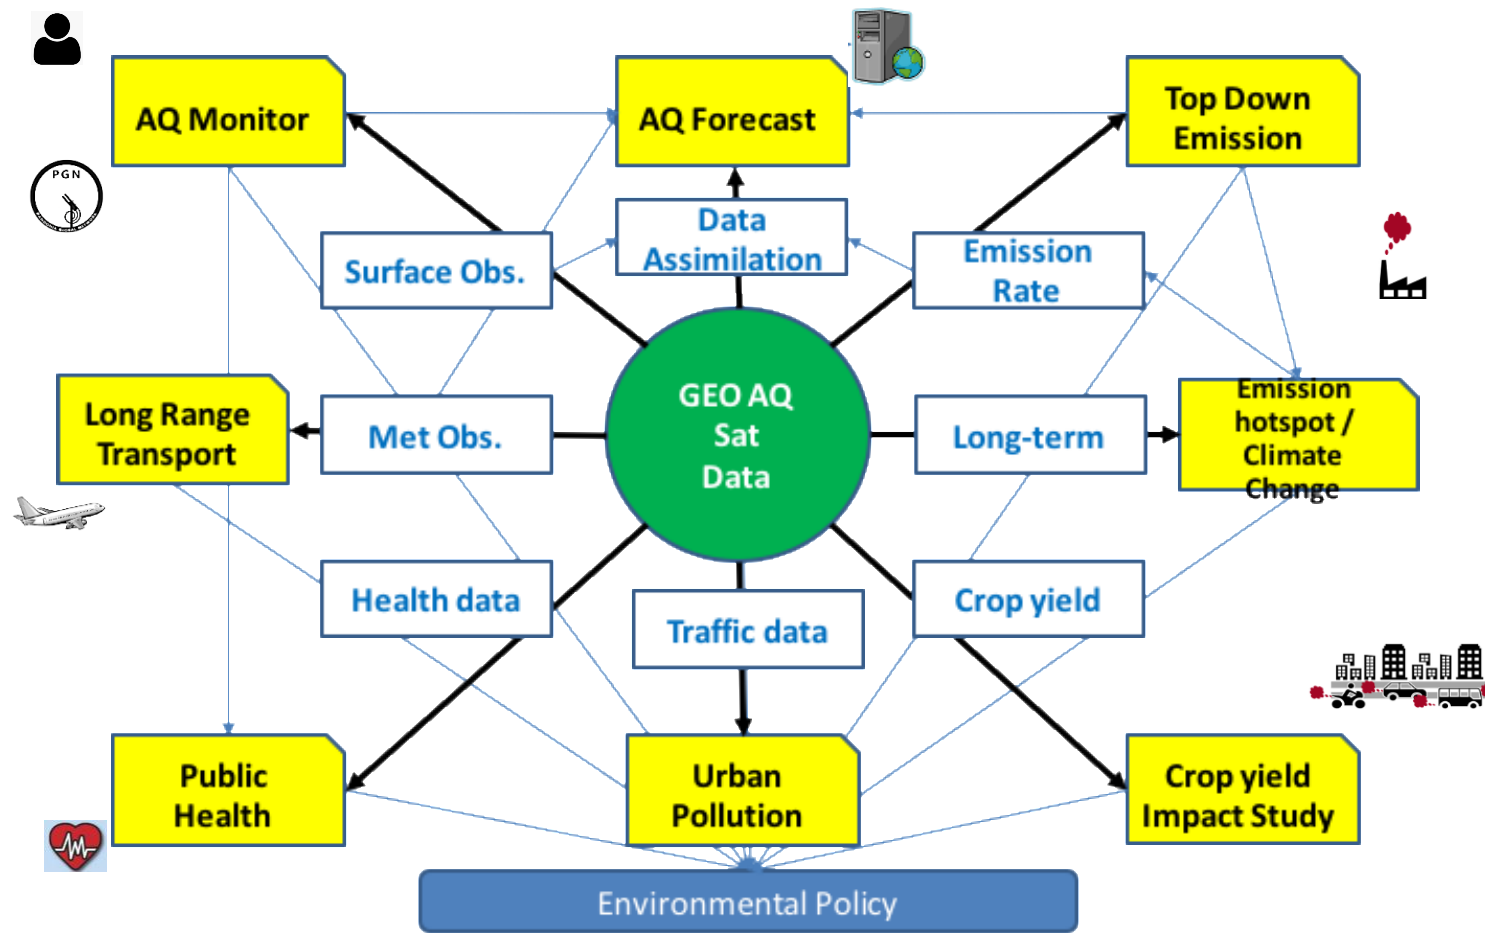 AQ Monitor
AQ Forecast
Top Down
Emission
PGN
Data
Assimilation
Surface Obs.
Emission
Rate
GEO AQ
Sat
Data
Long Range
Transport
Met Obs.
Long-term
Emission
hotspot /
Climate
Change
Health data
Traffic data
Crop yield
Public
Health
Urban
Pollution
Crop yield
Impact Study
Environmental Policy